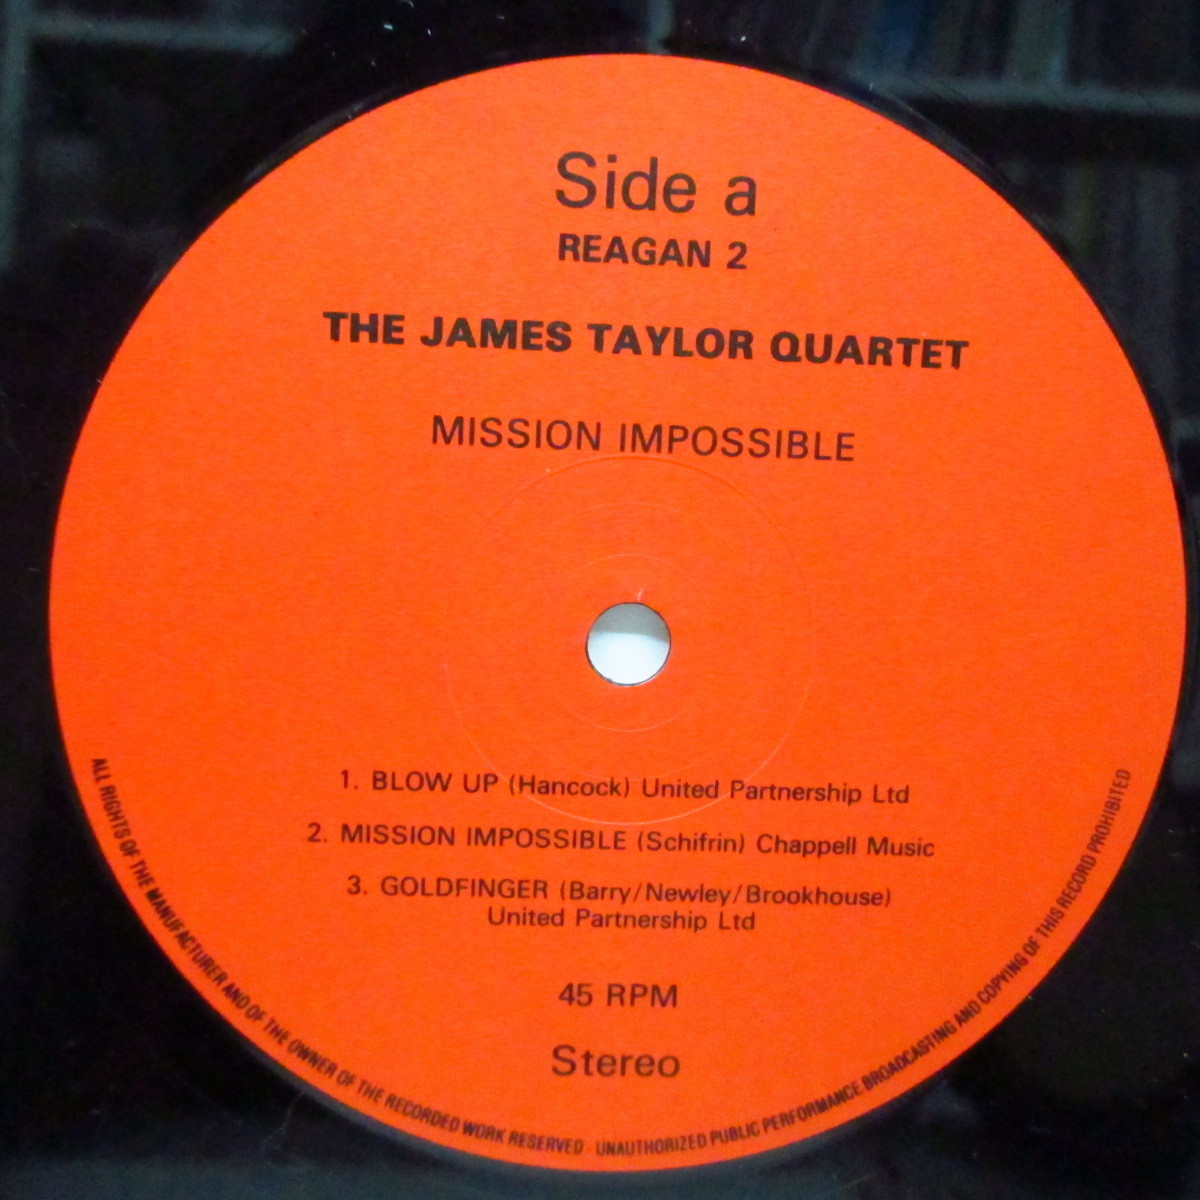 Side a
REAGAN 2
THE JAMES TAYLOR QUARTET
MISSION IMPOSSIBLE
1. BLOW UP (Hancock) United Partnership Ltd
2. MISSION IMPOSSIBLE (Schifrin) Chappell Music
3. GOLDFINGER (Barry/Newley/Brookhouse)
United Partnership Ltd
45 RPM
Stereo
ALL RIGHTS OF THE MANUFACTURER AND OF THE OWNER OF THE RECORDED WORK RESERVED - UNAUTHORIZED PUBLIC PERFORMANCE BROADCASTING AND COPYING OF THIS RECORD PROHIBITED